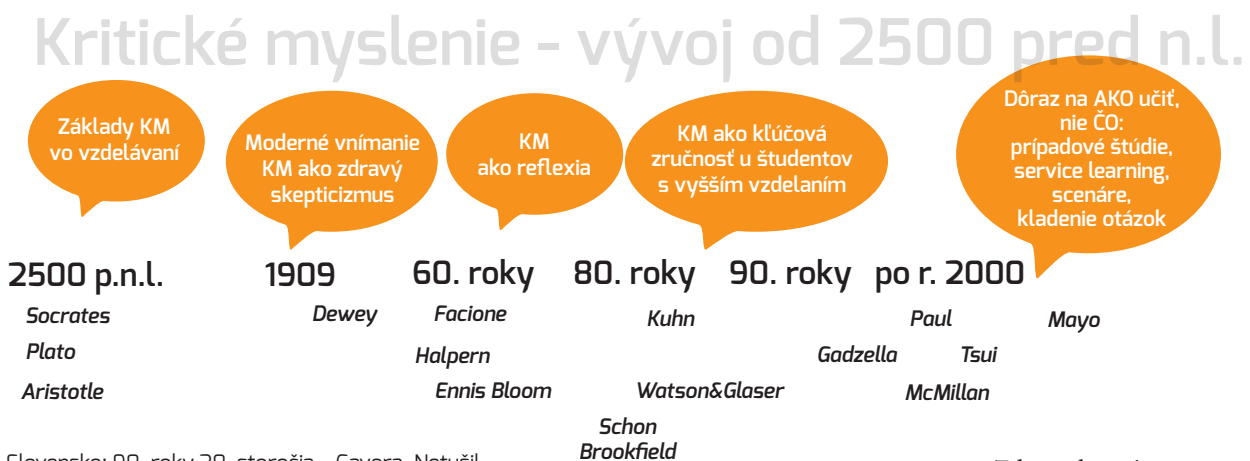 Kritické myslenie - vývoj od 2500 pred n.l.
Základy KM
vo vzdelávaní
Moderné vnímanie
KM ako zdravý
skepticizmus
KM
ako reflexia
KM ako kľúčová
zručnosť u študentov
s vyšším vzdelaním
Dôraz na AKO učiť,
nie ČO:
prípadové štúdie,
service learning,
scenáre,
kladenie otázok
2500 p.n.l.
1909
60. roky
80. roky
90. roky
po r. 2000
Socrates
Plato
Aristotle
Dewey
Facione
Halpern
Ennis Bloom
Kuhn
Watson&Glaser
Schon
Brookfield
Paul
Gadzella
Tsui
McMillan
Mayo